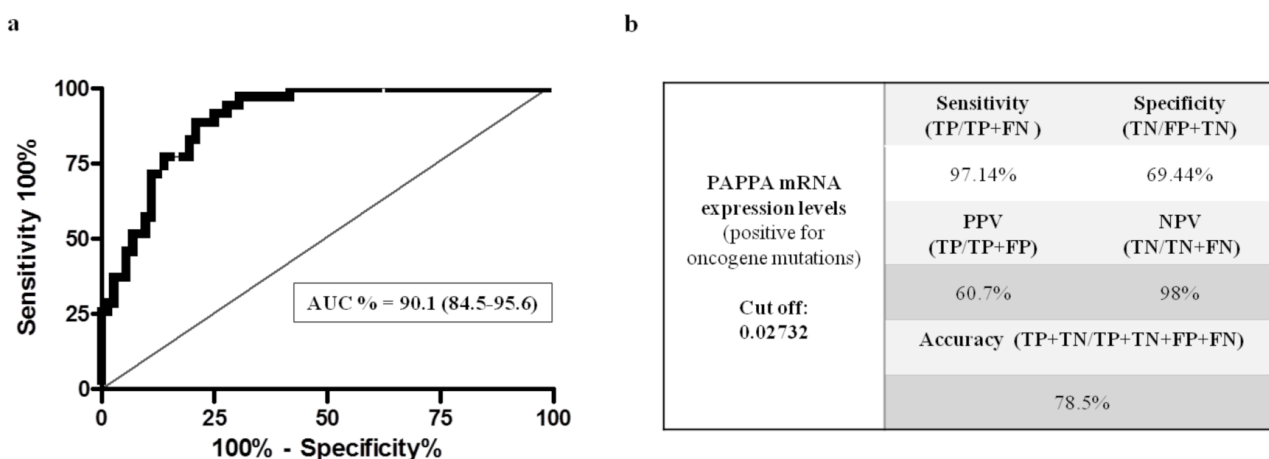 a
b
Sensitivity 100%
100
75
50
25
0
0
25
50
75
100
100% - Specificity%
AUC % = 90.1 (84.5-95.6)
PAPPA mRNA
expression levels
(positive for
oncogene mutations)
Cut off:
0.02732
Sensitivity
(TP/TP+FN )
Specificity
(TN/FP+TN)
97.14%
69.44%
PPV
(TP/TP+FP)
NPV
(TN/TN+FN)
60.7%
98%
Accuracy (TP+TN/TP+TN+FP+FN)
78.5%